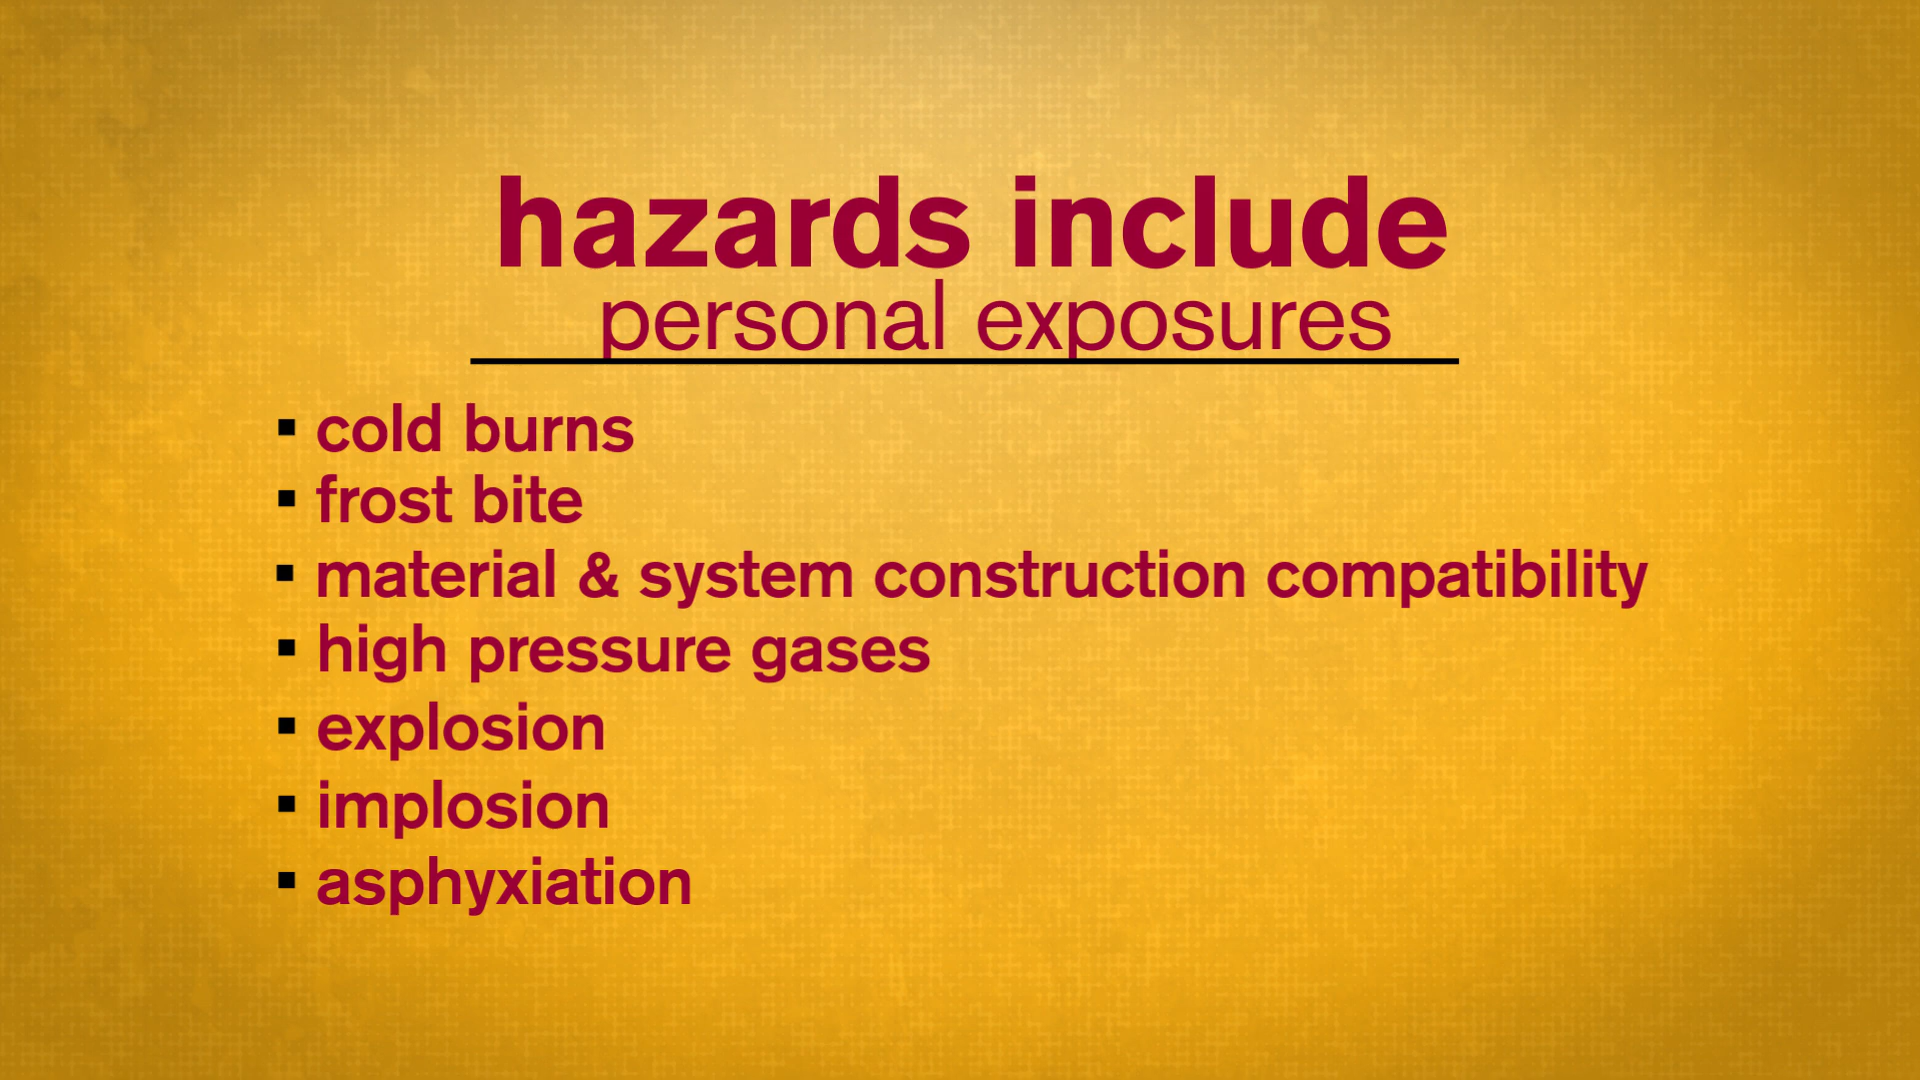 hazards include
personal exposures
▪ cold burns
▪ frost bite
▪ material & system construction compatibility
▪ high pressure gases
▪ explosion
▪ implosion
▪ asphyxiation